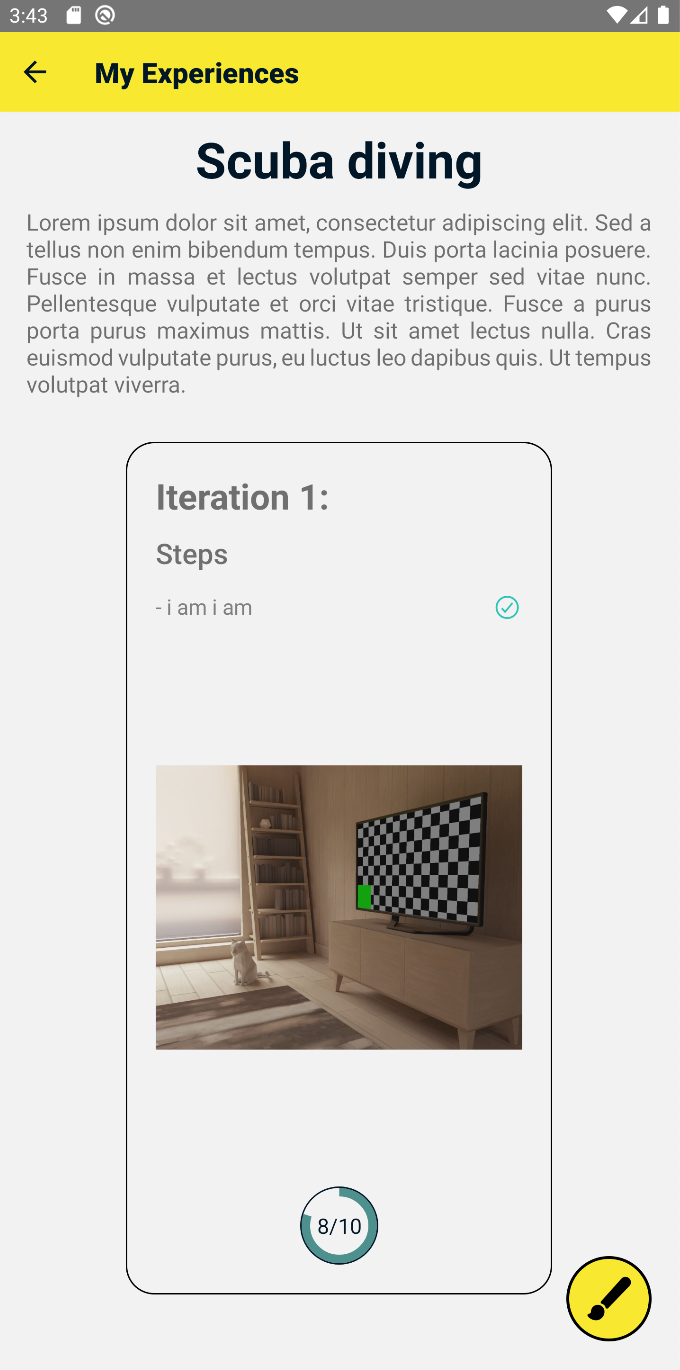 3:43
My Experiences
Scuba diving
Lorem ipsum dolor sit amet, consectetur adipiscing elit. Sed a
tellus non enim bibendum tempus. Duis porta lacinia posuere.
Fusce in massa et lectus volutpat semper sed vitae nunc.
Pellentesque vulputate et orci vitae tristique. Fusce a purus
porta purus maximus mattis. Ut sit amet lectus nulla. Cras
euismod vulputate purus, eu luctus leo dapibus quis. Ut tempus
volutpat viverra.
Iteration 1:
Steps
- i am i am
8/10